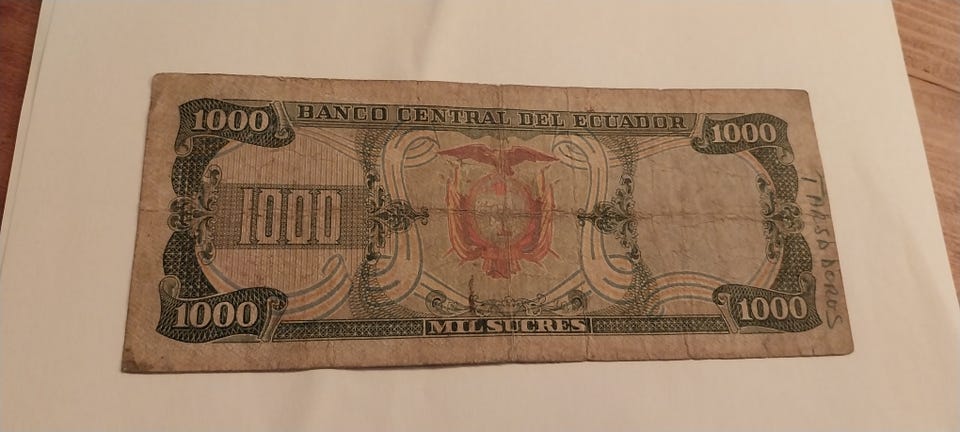 1000 BANCO CENTRAL DEL ECUADOR 1000
1000
1000 MIL SUCRES 1000